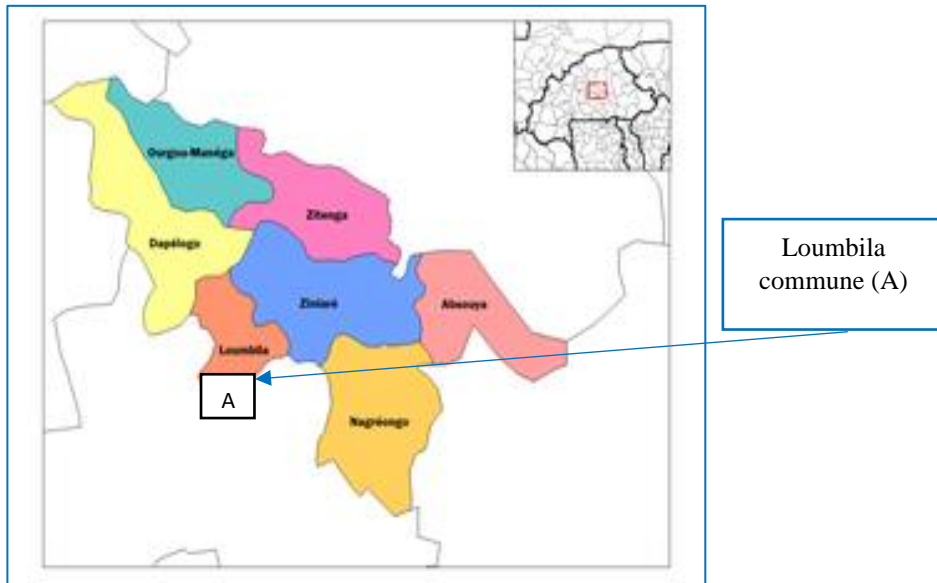 Ourgou-Manéga
Zitenga
Dapélogo
Loumbila
commune (A)
Ziniaré
Absouya
Loumbila
A
Nagréongo